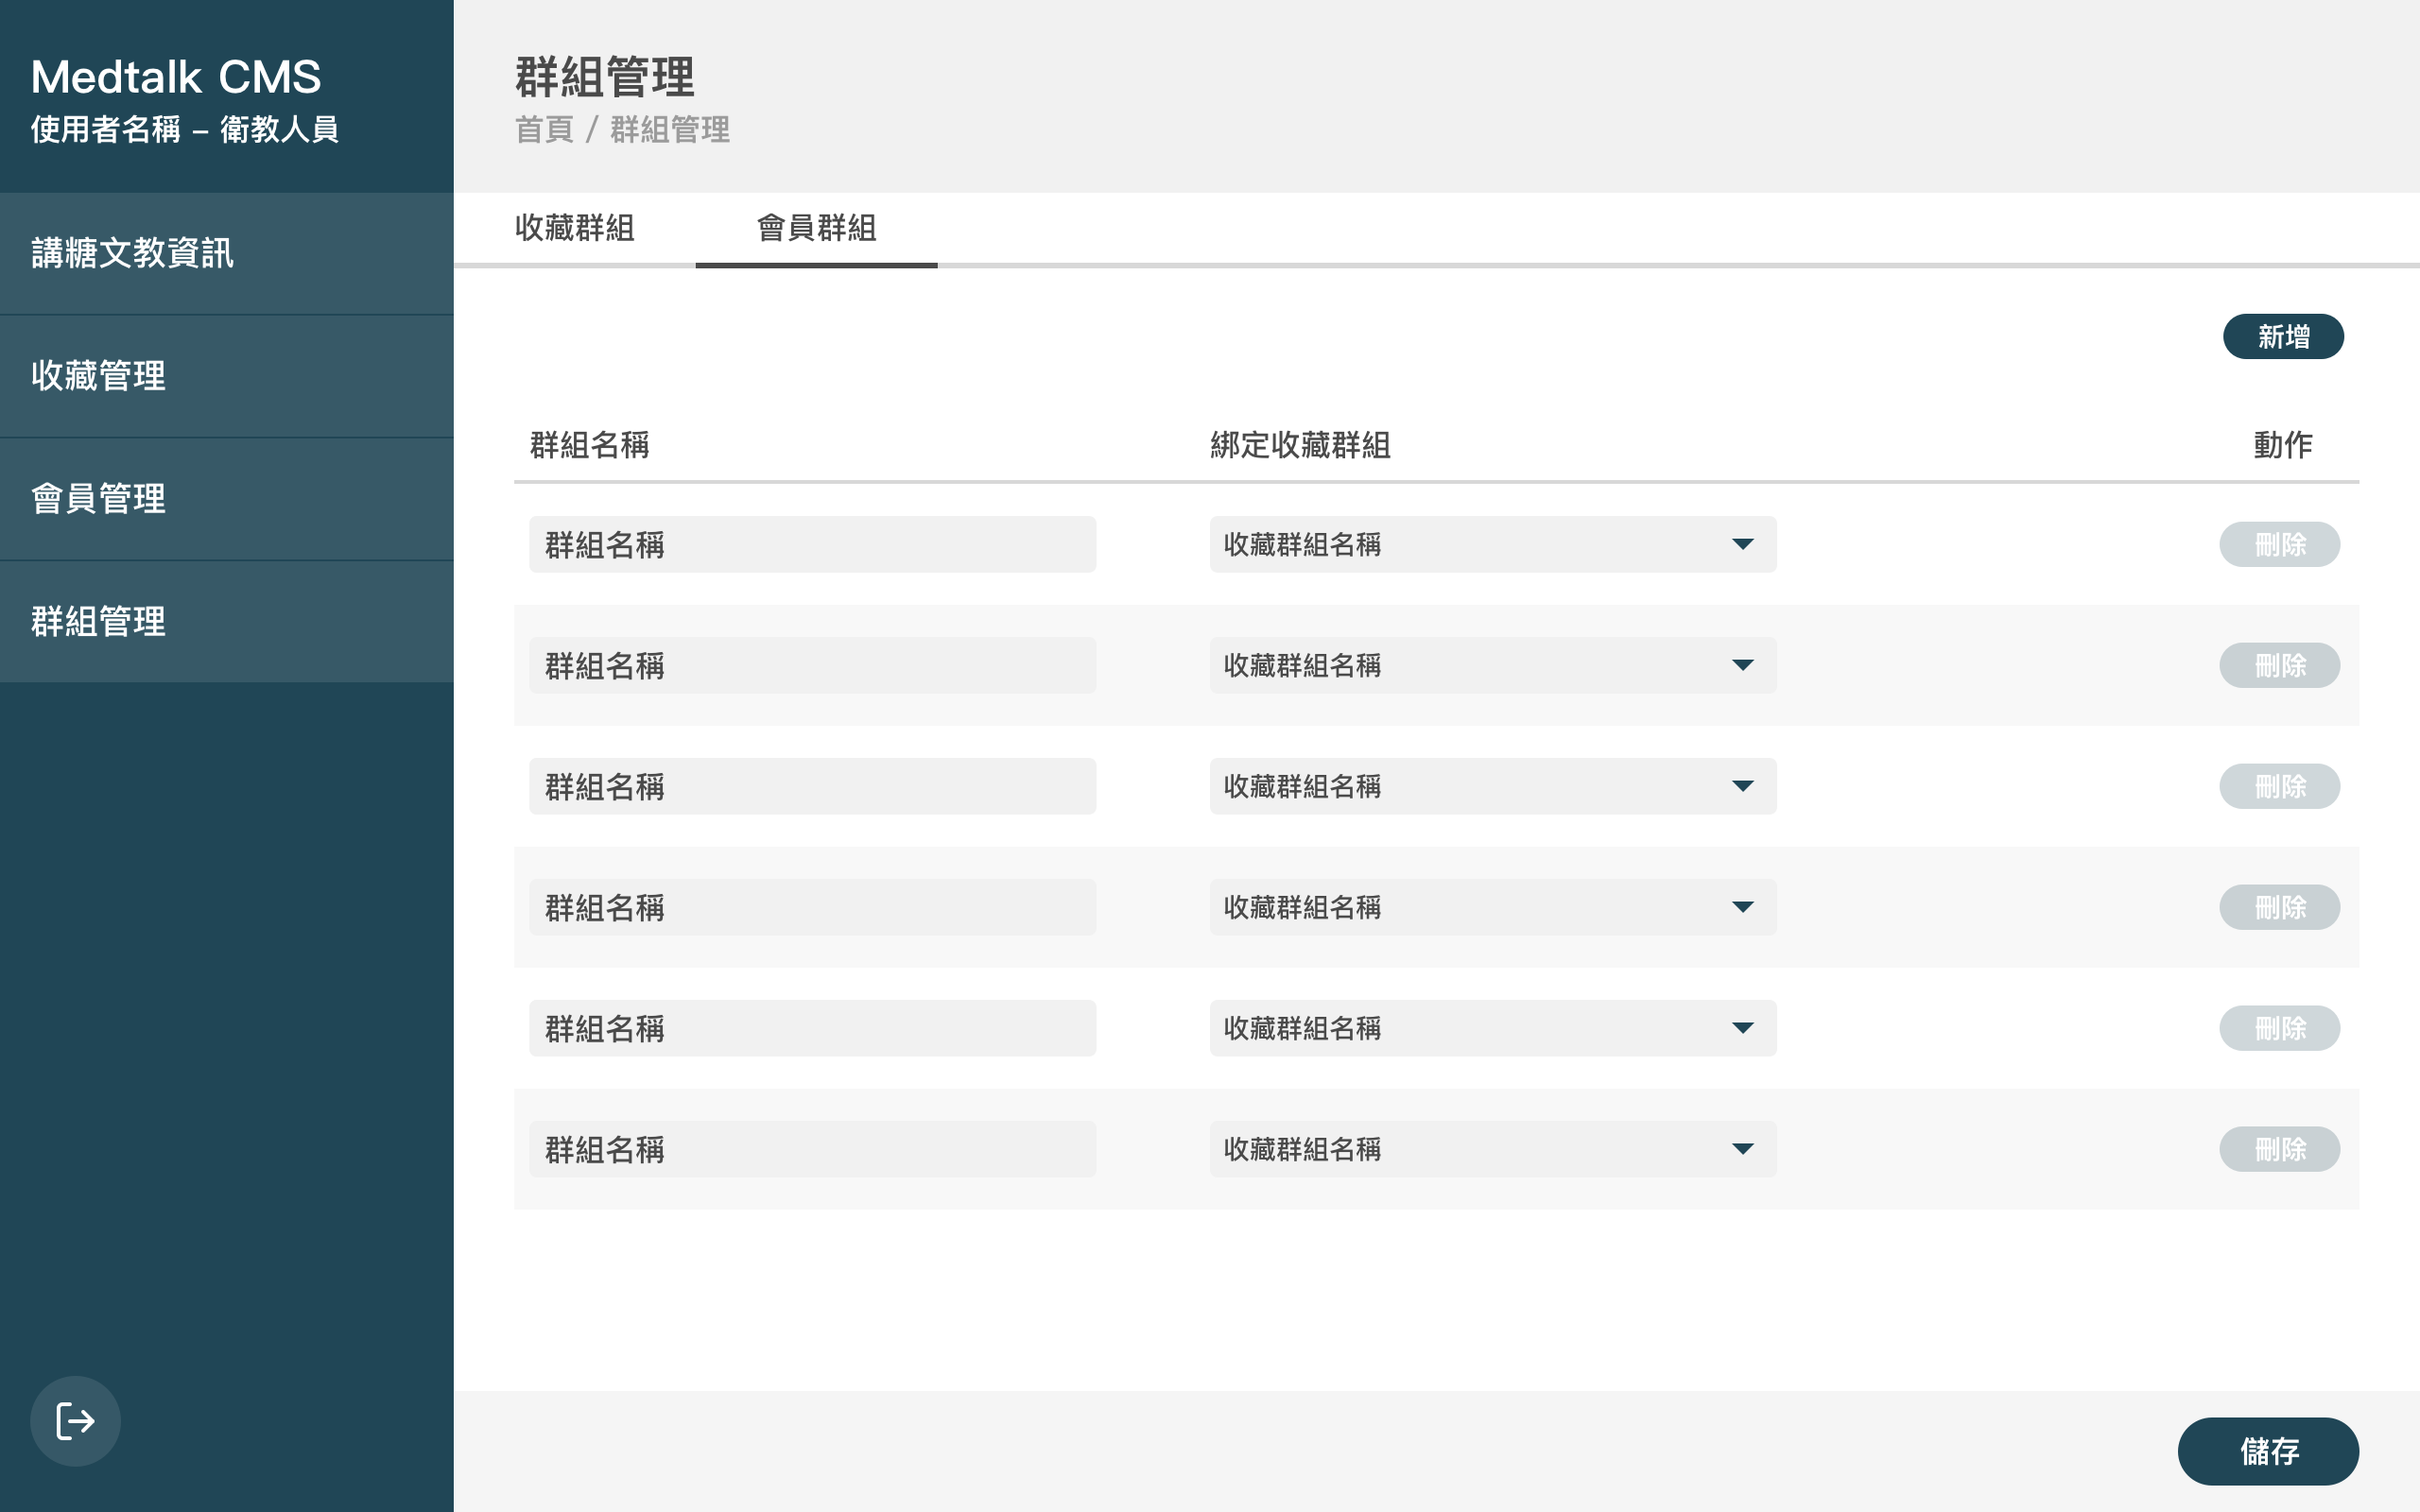 Medtalk CMS
使用者名稱 – 衛教人員
講糖文教資訊
收藏管理
會員管理
群組管理
群組管理
首頁 / 群組管理
收藏群組 會員群組
新增
群組名稱 綁定收藏群組 動作
群組名稱 收藏群組名稱 刪除
群組名稱 收藏群組名稱 刪除
群組名稱 收藏群組名稱 刪除
群組名稱 收藏群組名稱 刪除
群組名稱 收藏群組名稱 刪除
群組名稱 收藏群組名稱 刪除
儲存